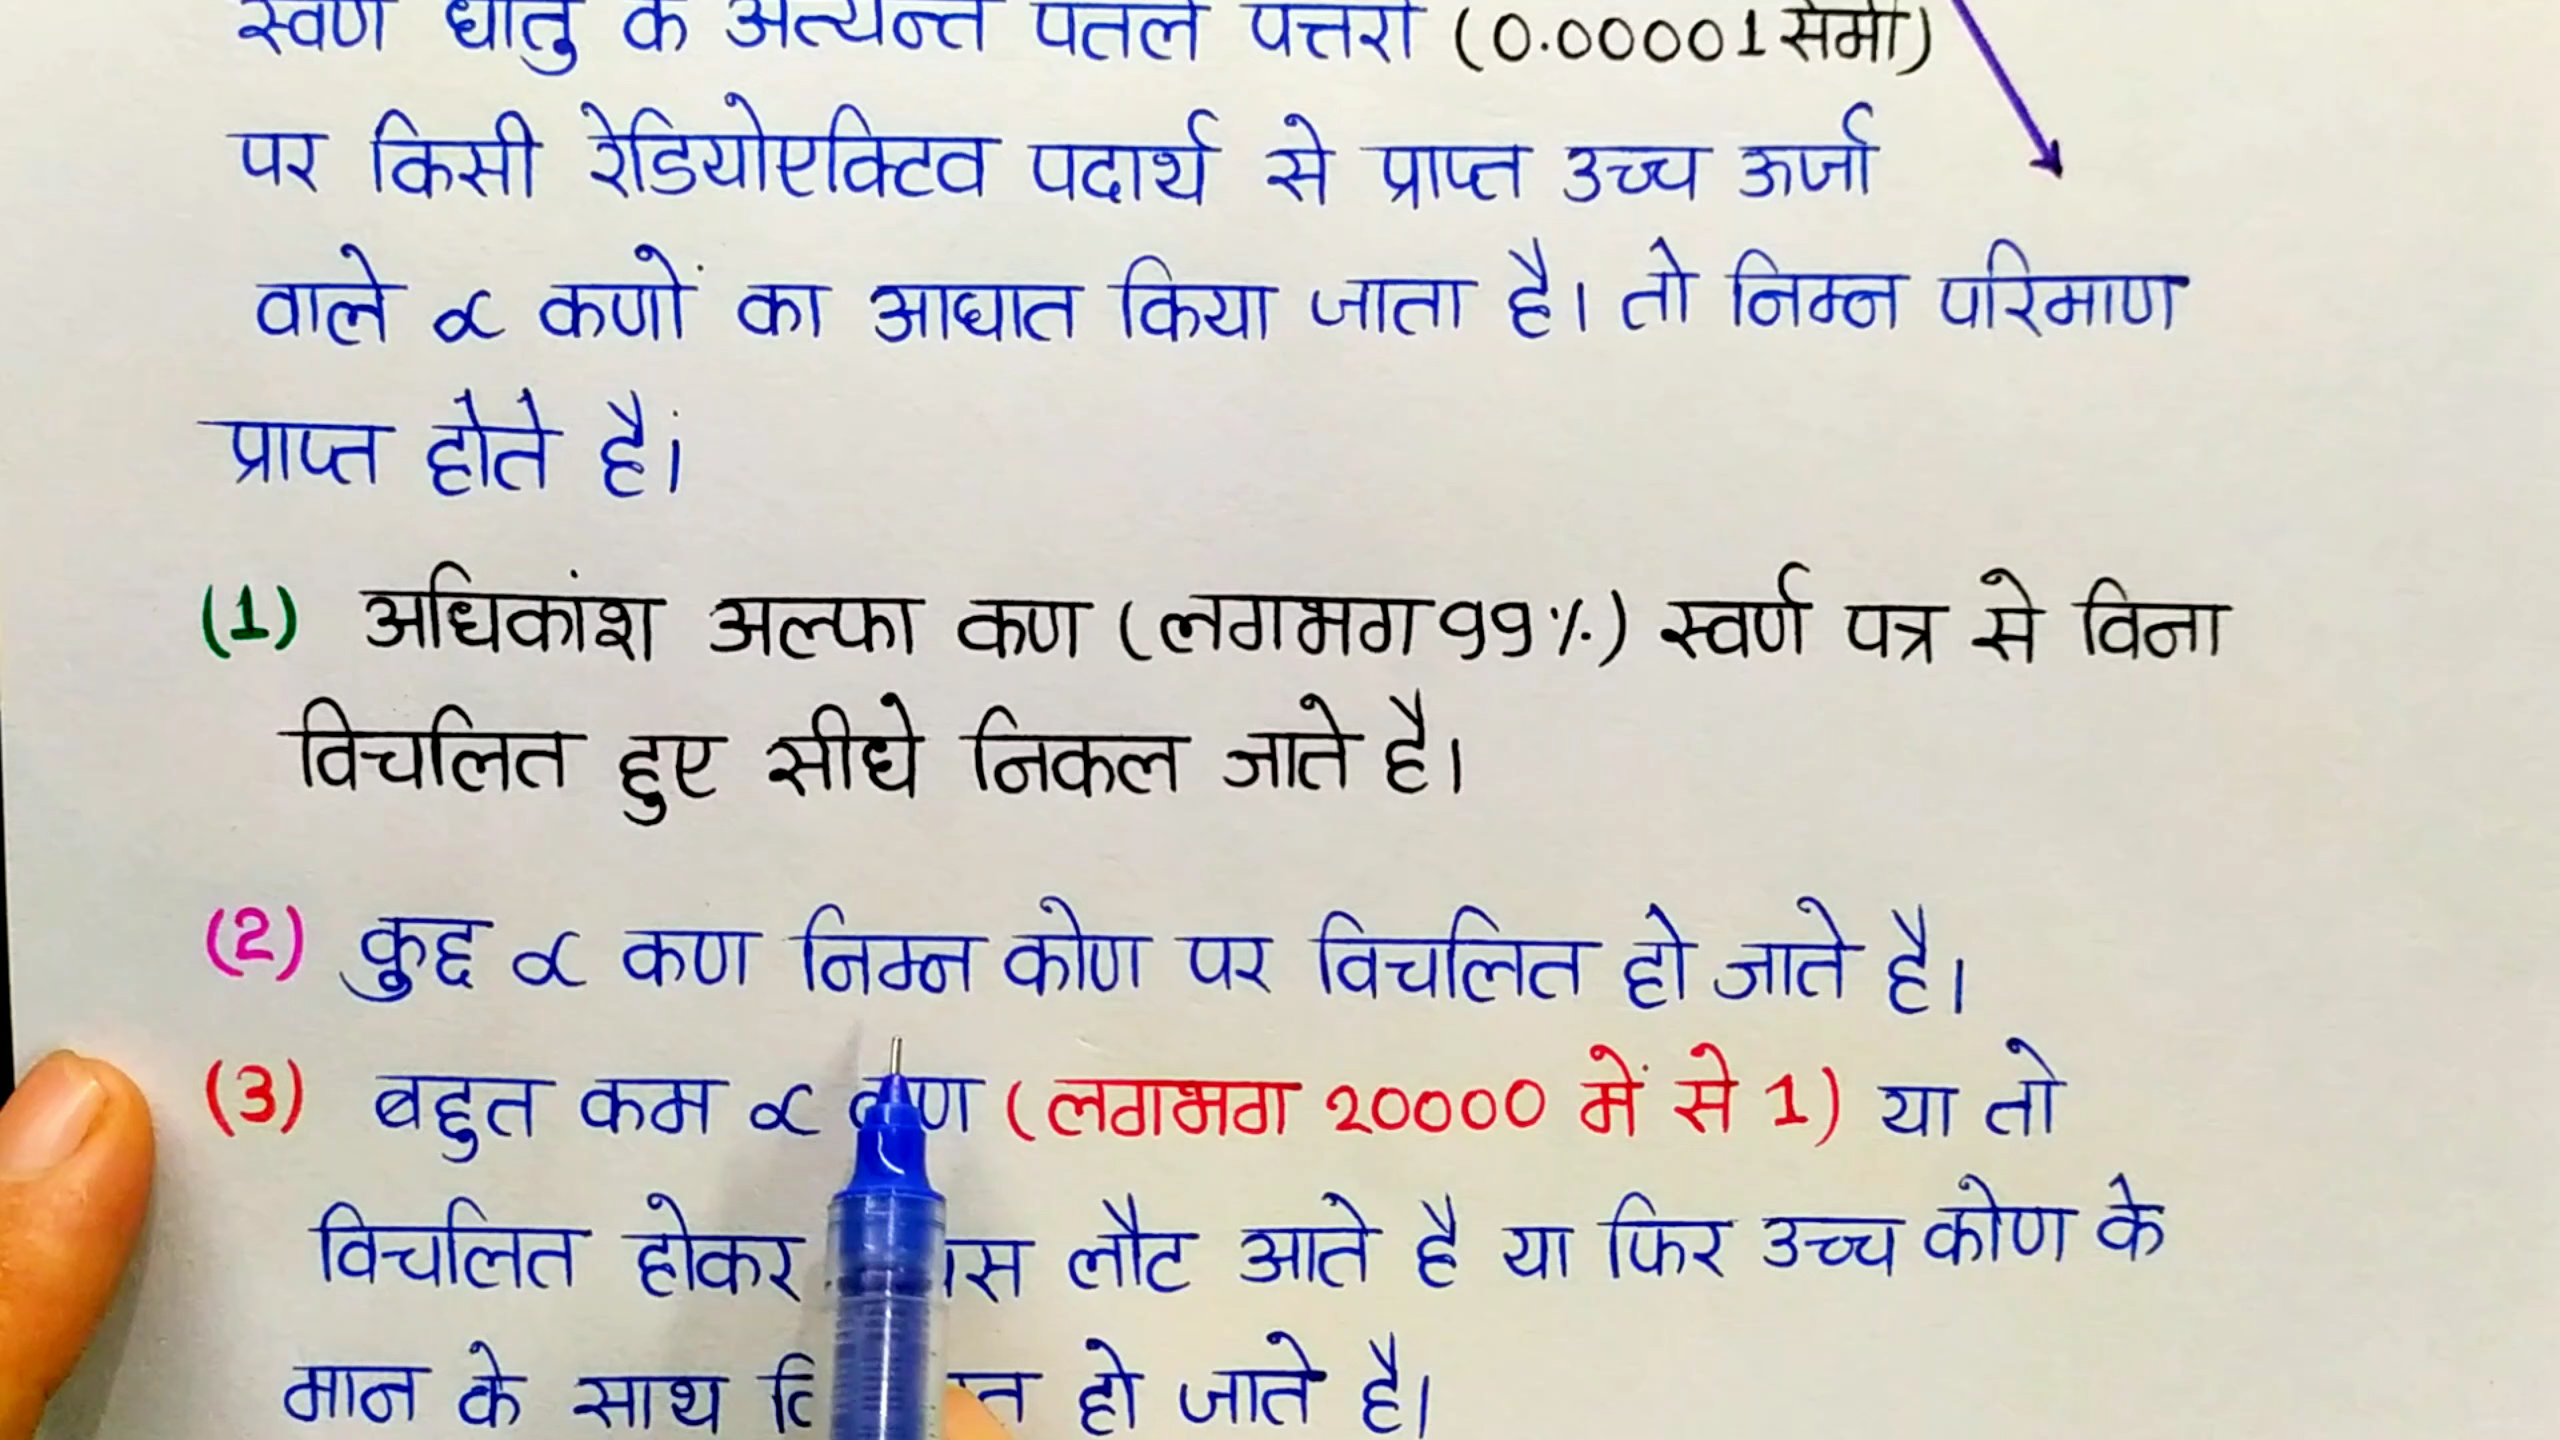 स्वर्ण धातु के अत्यन्त पतले पत्तरों (0.00001 सेमी)
पर किसी रेडियोएक्टिव पदार्थ से प्राप्त उच्च ऊर्जा
वाले α कणों का आघात किया जाता है। तो निम्न परिमाण
प्राप्त होते हैं।
(1) अधिकांश अल्फा कण (लगभग 99%) स्वर्ण पत्र से विना
विचलित हुए सीधे निकल जाते है।
(2) कुछ α कण निम्न कोण पर विचलित हो जाते है।
(3) बहुत कम α कण (लगभग 20000 में से 1) या तो
विचलित होकर लौट आते है या फिर उच्च कोण के
मान के साथ हो जाते है।